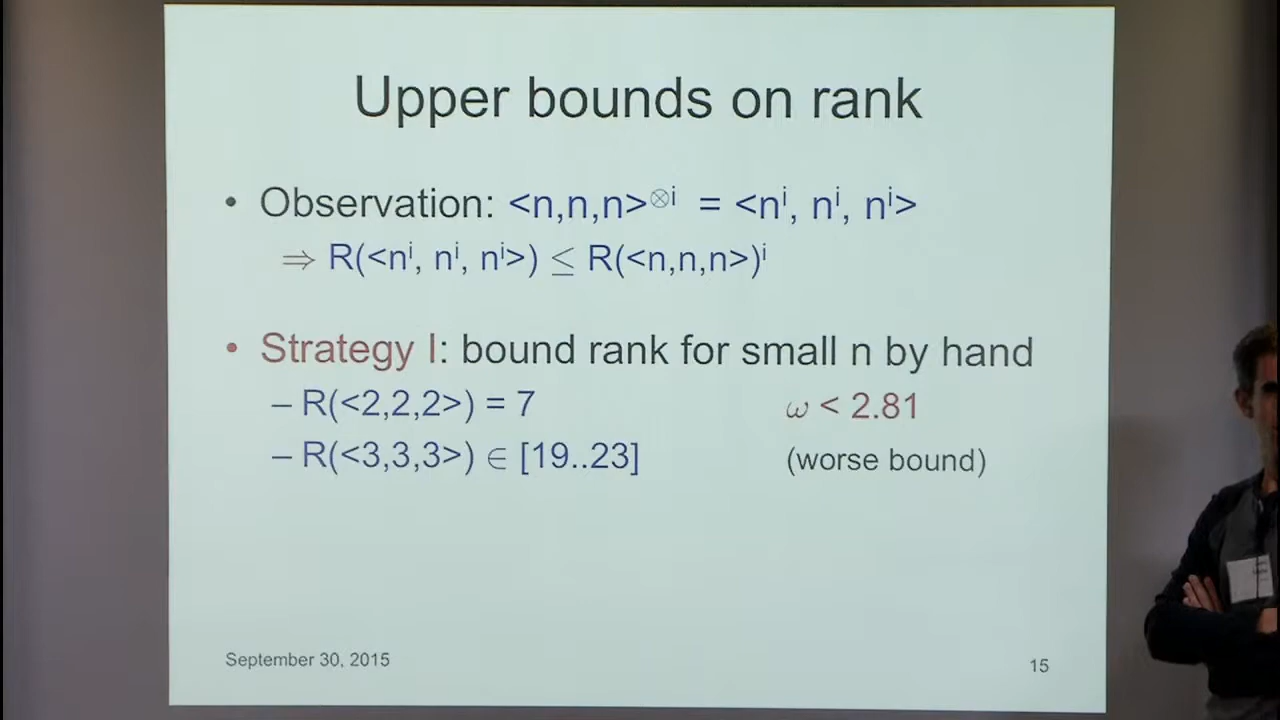 Upper bounds on rank
• Observation: <n,n,n>⊗ⁱ = <nⁱ, nⁱ, nⁱ>
⇒ R(<nⁱ, nⁱ, nⁱ>) ≤ R(<n,n,n>)ⁱ
• Strategy I: bound rank for small n by hand
– R(<2,2,2>) = 7 ω < 2.81
– R(<3,3,3>) ∈ [19..23] (worse bound)
September 30, 2015 15